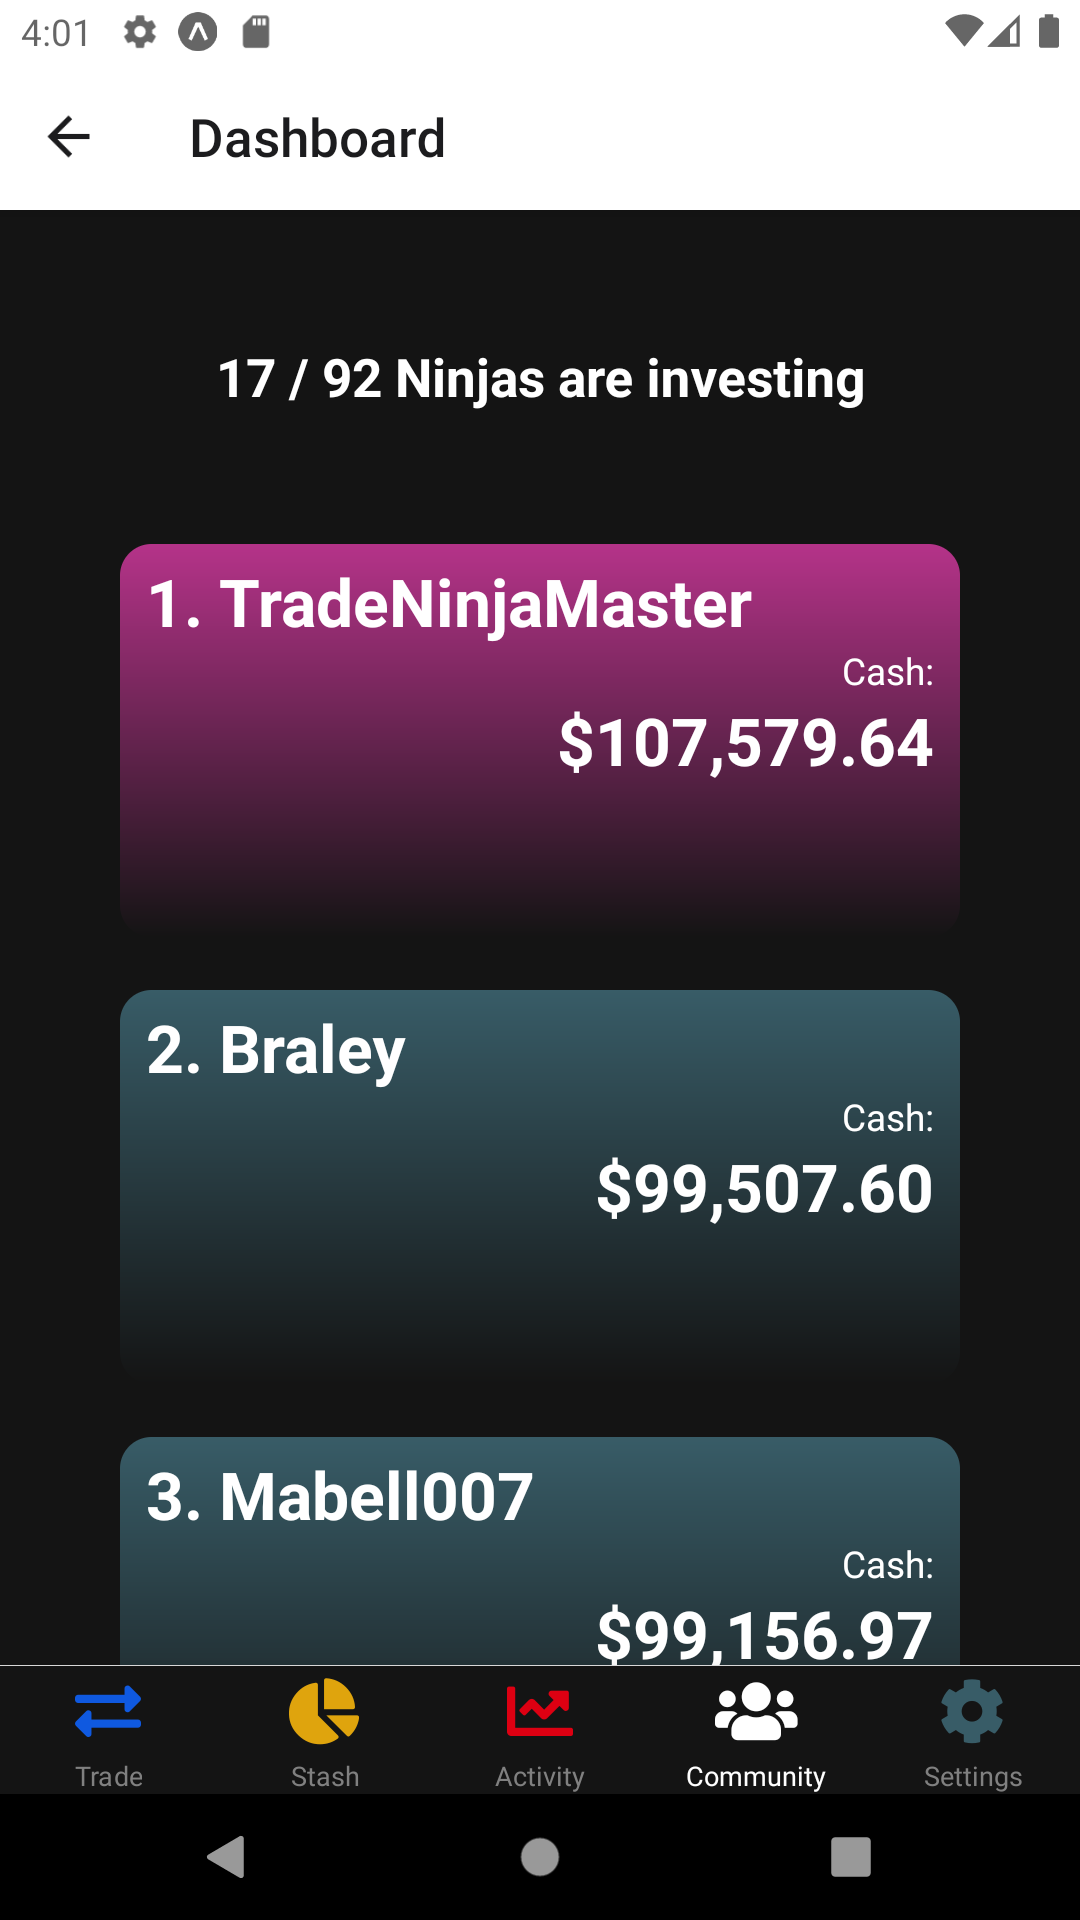 4:01
Dashboard
17 / 92 Ninjas are investing
1. TradeNinjaMaster
Cash:
$107,579.64
2. Braley
Cash:
$99,507.60
3. Mabell007
Cash:
$99,156.97
Trade
Stash
Activity
Community
Settings